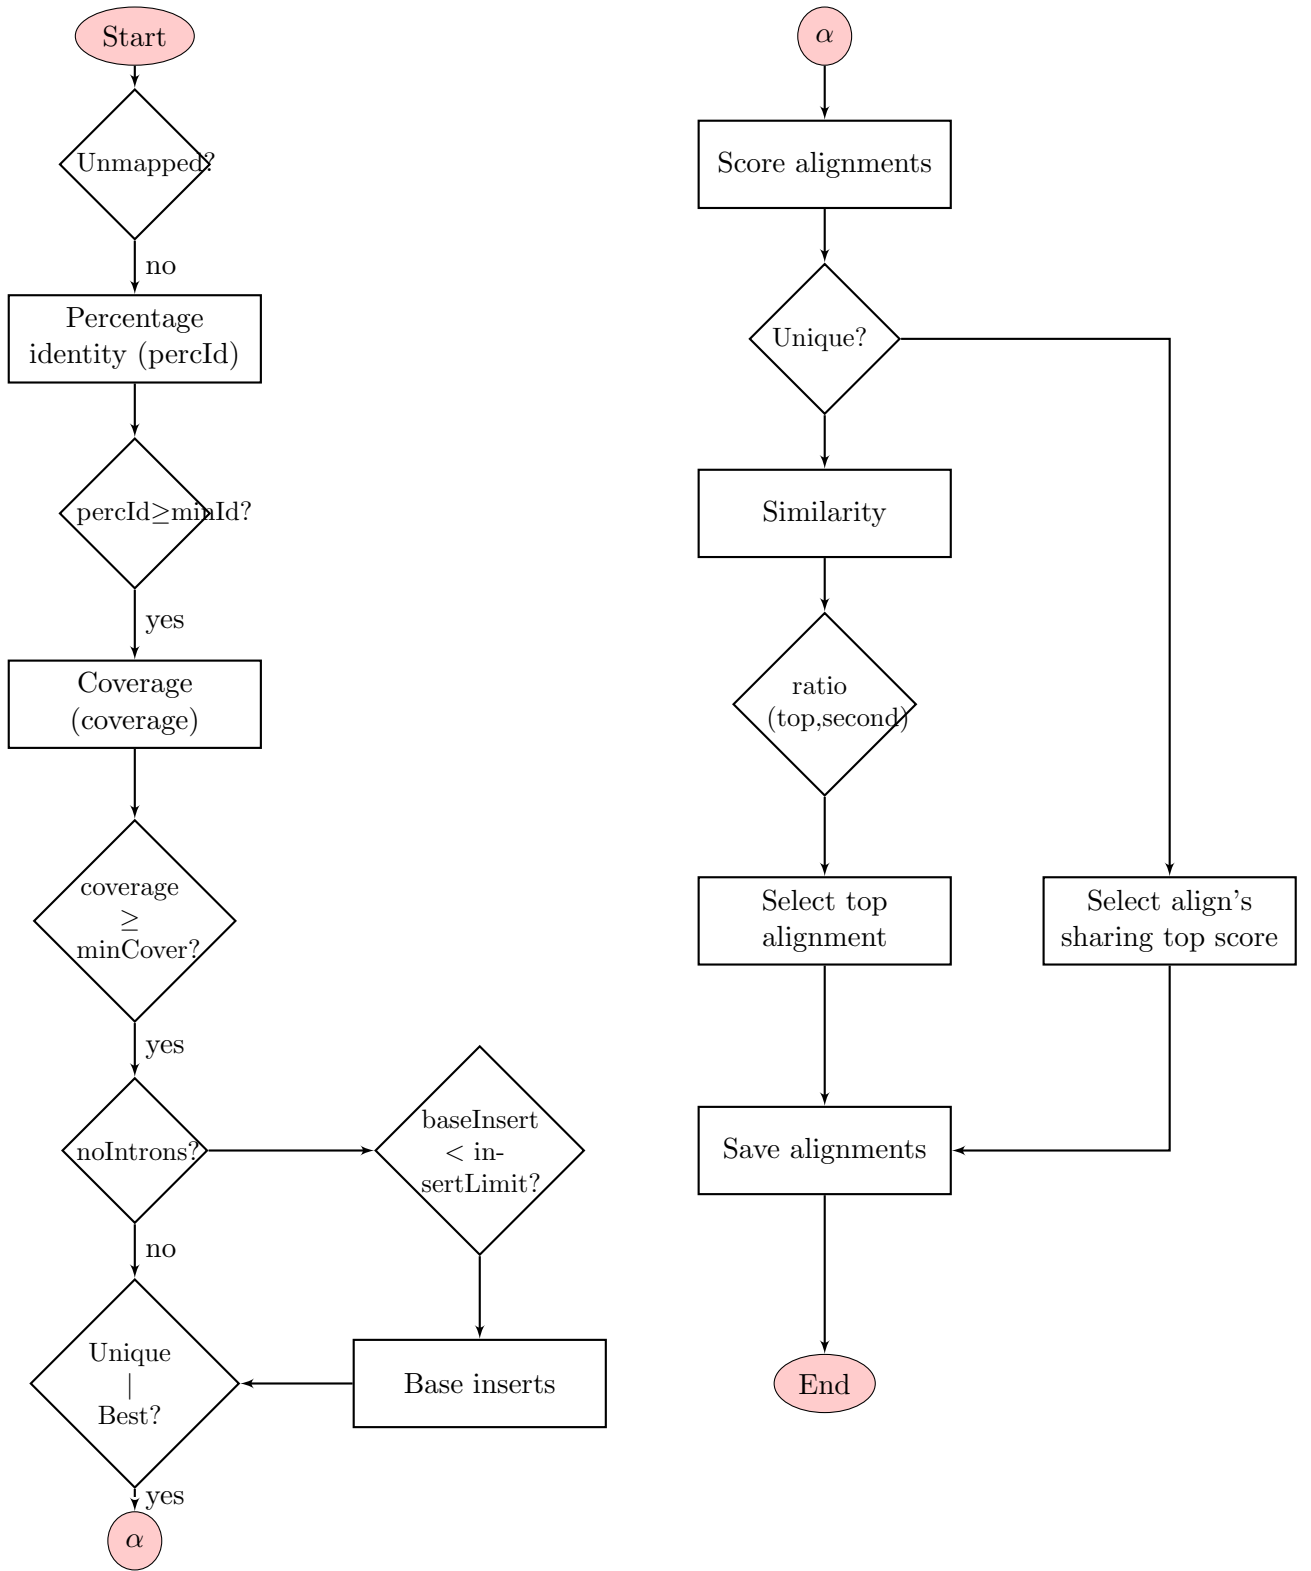 Start
Unmapped?
no
Percentage
identity (percId)
percId≥minId?
yes
Coverage
(coverage)
coverage
≥
minCover?
yes
noIntrons?
baseInsert
< in-
sertLimit?
no
Unique
|
Best?
Base inserts
yes
α
α
Score alignments
Unique?
Similarity
ratio
(top,second)
Select top
alignment
Select align's
sharing top score
Save alignments
End